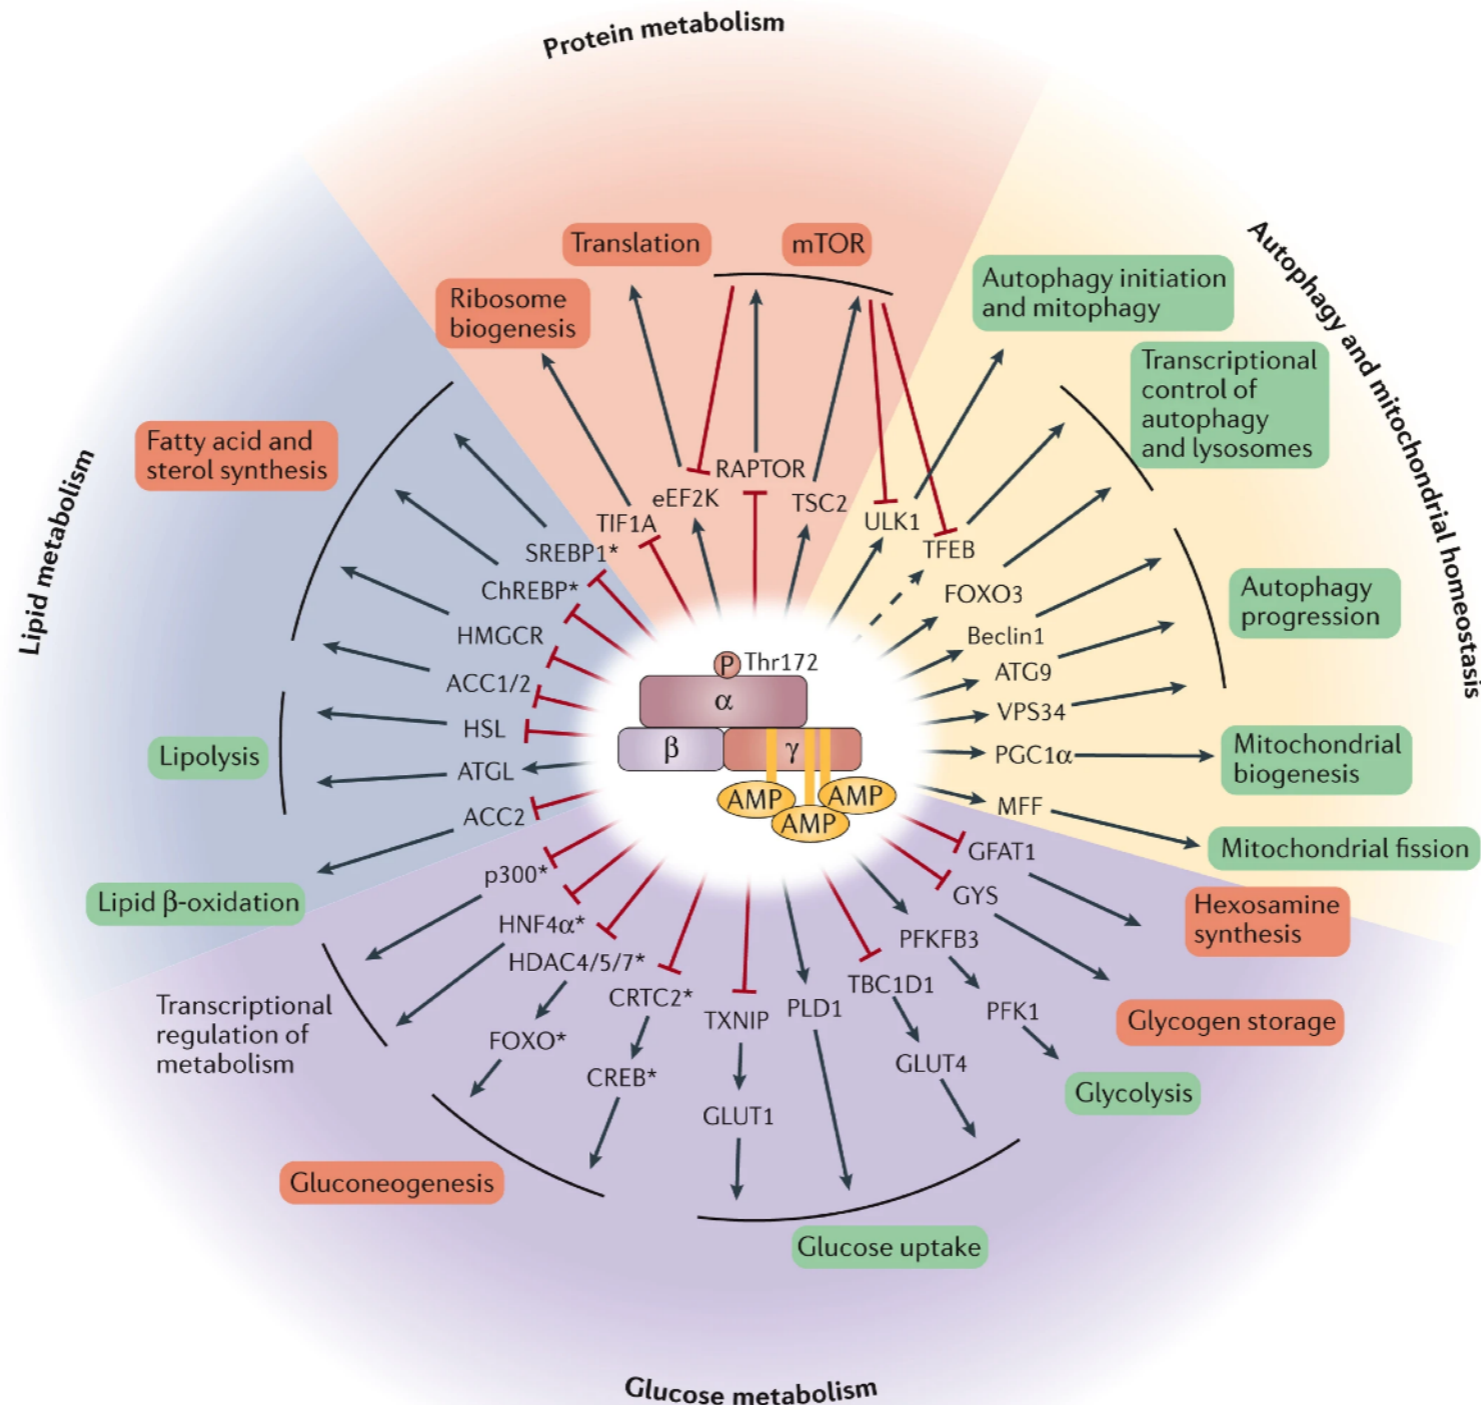 Protein metabolism
Translation
mTOR
Ribosome
biogenesis
RAPTOR
eEF2K
TSC2
TIF1A
Autophagy and mitochondrial homeostasis
Autophagy initiation
and mitophagy
Transcriptional
control of
autophagy
and lysosomes
ULK1
TFEB
FOXO3
Beclin1
ATG9
VPS34
Autophagy
progression
PGC1α
Mitochondrial
biogenesis
MFF
Mitochondrial fission
Lipid metabolism
Fatty acid and
sterol synthesis
SREBP1*
ChREBP*
HMGCR
ACC1/2
HSL
Lipolysis
ATGL
ACC2
Lipid β-oxidation
P Thr172
α
β
γ
AMP
AMP
AMP
GFAT1
Hexosamine
synthesis
GYS
Glycogen storage
PFKFB3
PFK1
Glycolysis
TBC1D1
GLUT4
PLD1
TXNIP
GLUT1
Glucose uptake
p300*
HNF4α*
Transcriptional
regulation of
metabolism
HDAC4/5/7*
FOXO*
CRTC2*
CREB*
Gluconeogenesis
Glucose metabolism